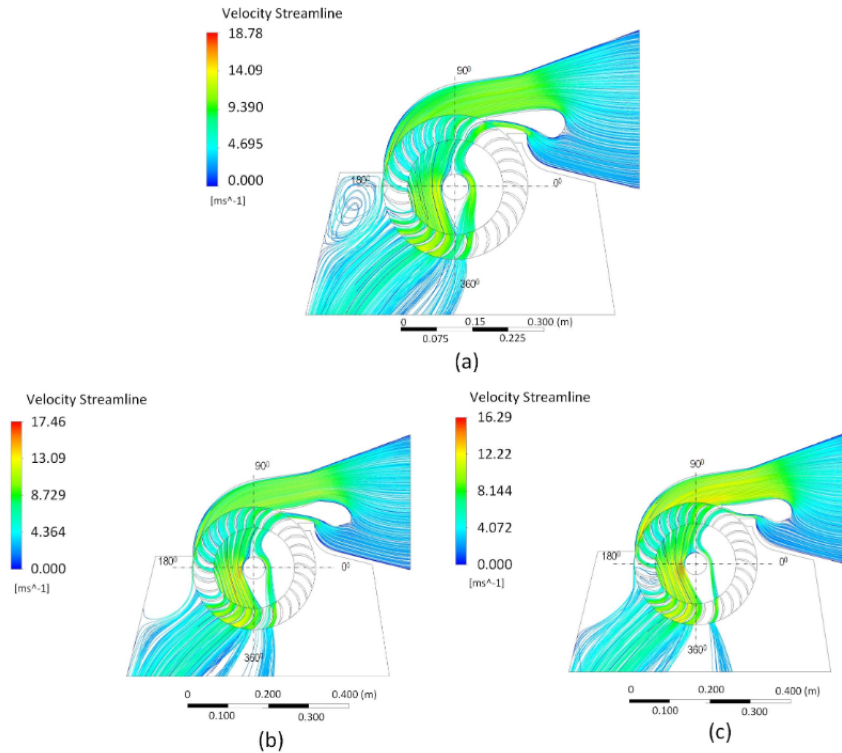 Velocity Streamline
18.78
14.09
9.390
4.695
0.000
[ms^-1]
90⁰
180⁰
0⁰
360⁰
0 0.15 0.300 (m)
0.075 0.225
(a)
Velocity Streamline
17.46
13.09
8.729
4.364
0.000
[ms^-1]
90⁰
180⁰
0⁰
360⁰
0 0.200 0.400 (m)
0.100 0.300
(b)
Velocity Streamline
16.29
12.22
8.144
4.072
0.000
[ms^-1]
90⁰
180⁰
0⁰
360⁰
0 0.200 0.400 (m)
0.100 0.300
(c)